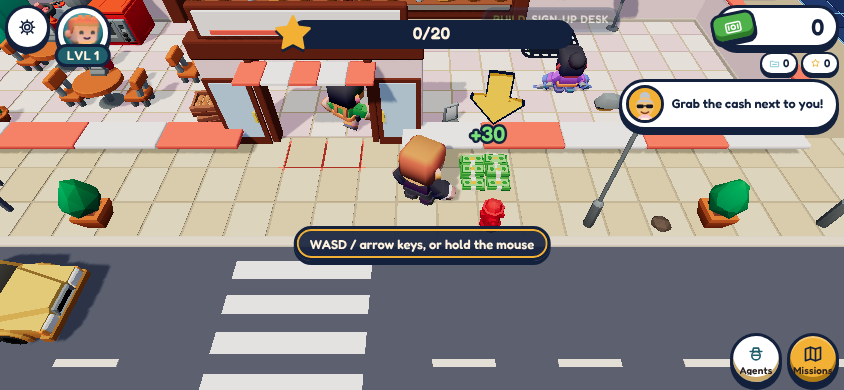 BUILD SIGN-UP DESK
0/20
0
LVL 1
0
0
Grab the cash next to you!
+30
WASD / arrow keys, or hold the mouse
Agents
Missions